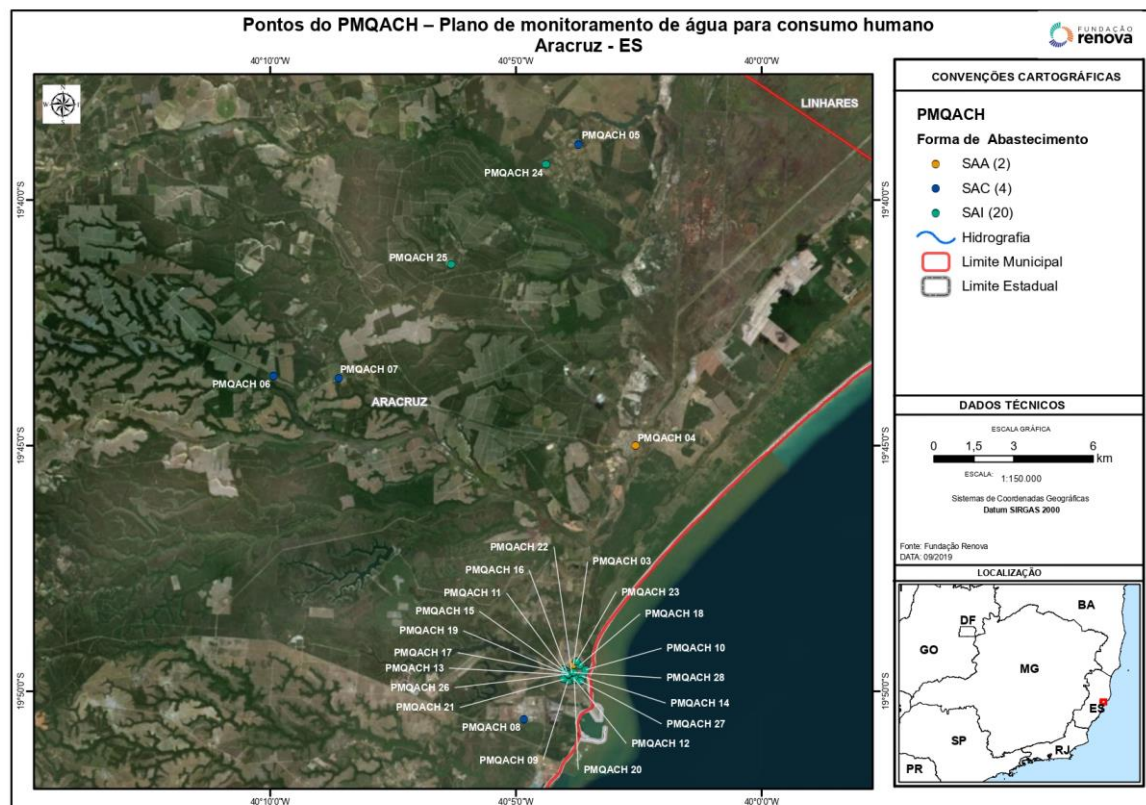 Pontos do PMQACH – Plano de monitoramento de água para consumo humano
Aracruz - ES
FUNDAÇÃO
renova
40°10'0"W
40°5'0"W
40°0'0"W
LINHARES
PMQACH 05
PMQACH 24
19°40'0"S
19°40'0"S
PMQACH 25
PMQACH 06
PMQACH 07
ARACRUZ
PMQACH 04
19°45'0"S
19°45'0"S
PMQACH 22
PMQACH 03
PMQACH 16
PMQACH 23
PMQACH 11
PMQACH 18
PMQACH 15
PMQACH 19
PMQACH 10
PMQACH 17
PMQACH 13
PMQACH 28
PMQACH 26
PMQACH 14
PMQACH 21
PMQACH 27
PMQACH 08
PMQACH 12
PMQACH 09
PMQACH 20
19°50'0"S
19°50'0"S
40°10'0"W
40°5'0"W
40°0'0"W
CONVENÇÕES CARTOGRÁFICAS
PMQACH
Forma de Abastecimento
SAA (2)
SAC (4)
SAI (20)
Hidrografia
Limite Municipal
Limite Estadual
DADOS TÉCNICOS
ESCALA GRÁFICA
0 1,5 3 6
km
ESCALA: 1:150.000
Sistemas de Coordenadas Geográficas
Datum SIRGAS 2000
Fonte: Fundação Renova
DATA: 09/2019
LOCALIZAÇÃO
BA
DF
GO
MG
ES
SP
RJ
PR